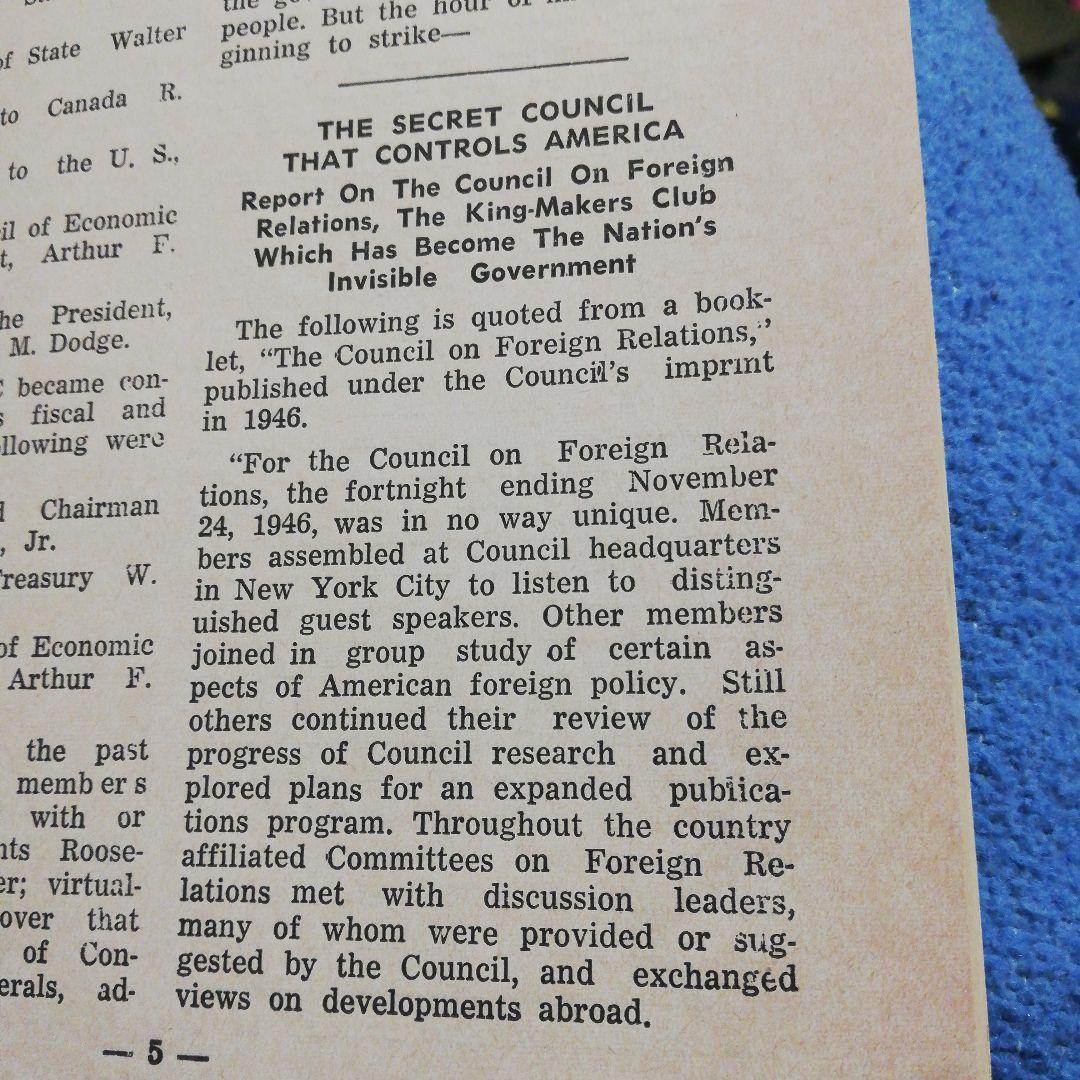 of State Walter
to Canada R.
to the U. S.,
il of Economic
t, Arthur F.
he President,
M. Dodge.
became con-
s fiscal and
llowing were
Chairman
, Jr.
reasury W.
of Economic
Arthur F.
the past
members
with or
nts Roose-
er; virtual-
over that
of Con-
erals, ad-
people. But the hour of
ginning to strike—
THE SECRET COUNCIL
THAT CONTROLS AMERICA
Report On The Council On Foreign
Relations, The King-Makers Club
Which Has Become The Nation's
Invisible Government
The following is quoted from a book-
let, "The Council on Foreign Relations,"
published under the Council's imprint
in 1946.
"For the Council on Foreign Rela-
tions, the fortnight ending November
24, 1946, was in no way unique. Mem-
bers assembled at Council headquarters
in New York City to listen to disting-
uished guest speakers. Other members
joined in group study of certain as-
pects of American foreign policy. Still
others continued their review of the
progress of Council research and ex-
plored plans for an expanded publica-
tions program. Throughout the country
affiliated Committees on Foreign Re-
lations met with discussion leaders,
many of whom were provided or sug-
gested by the Council, and exchanged
views on developments abroad.
— 5 —